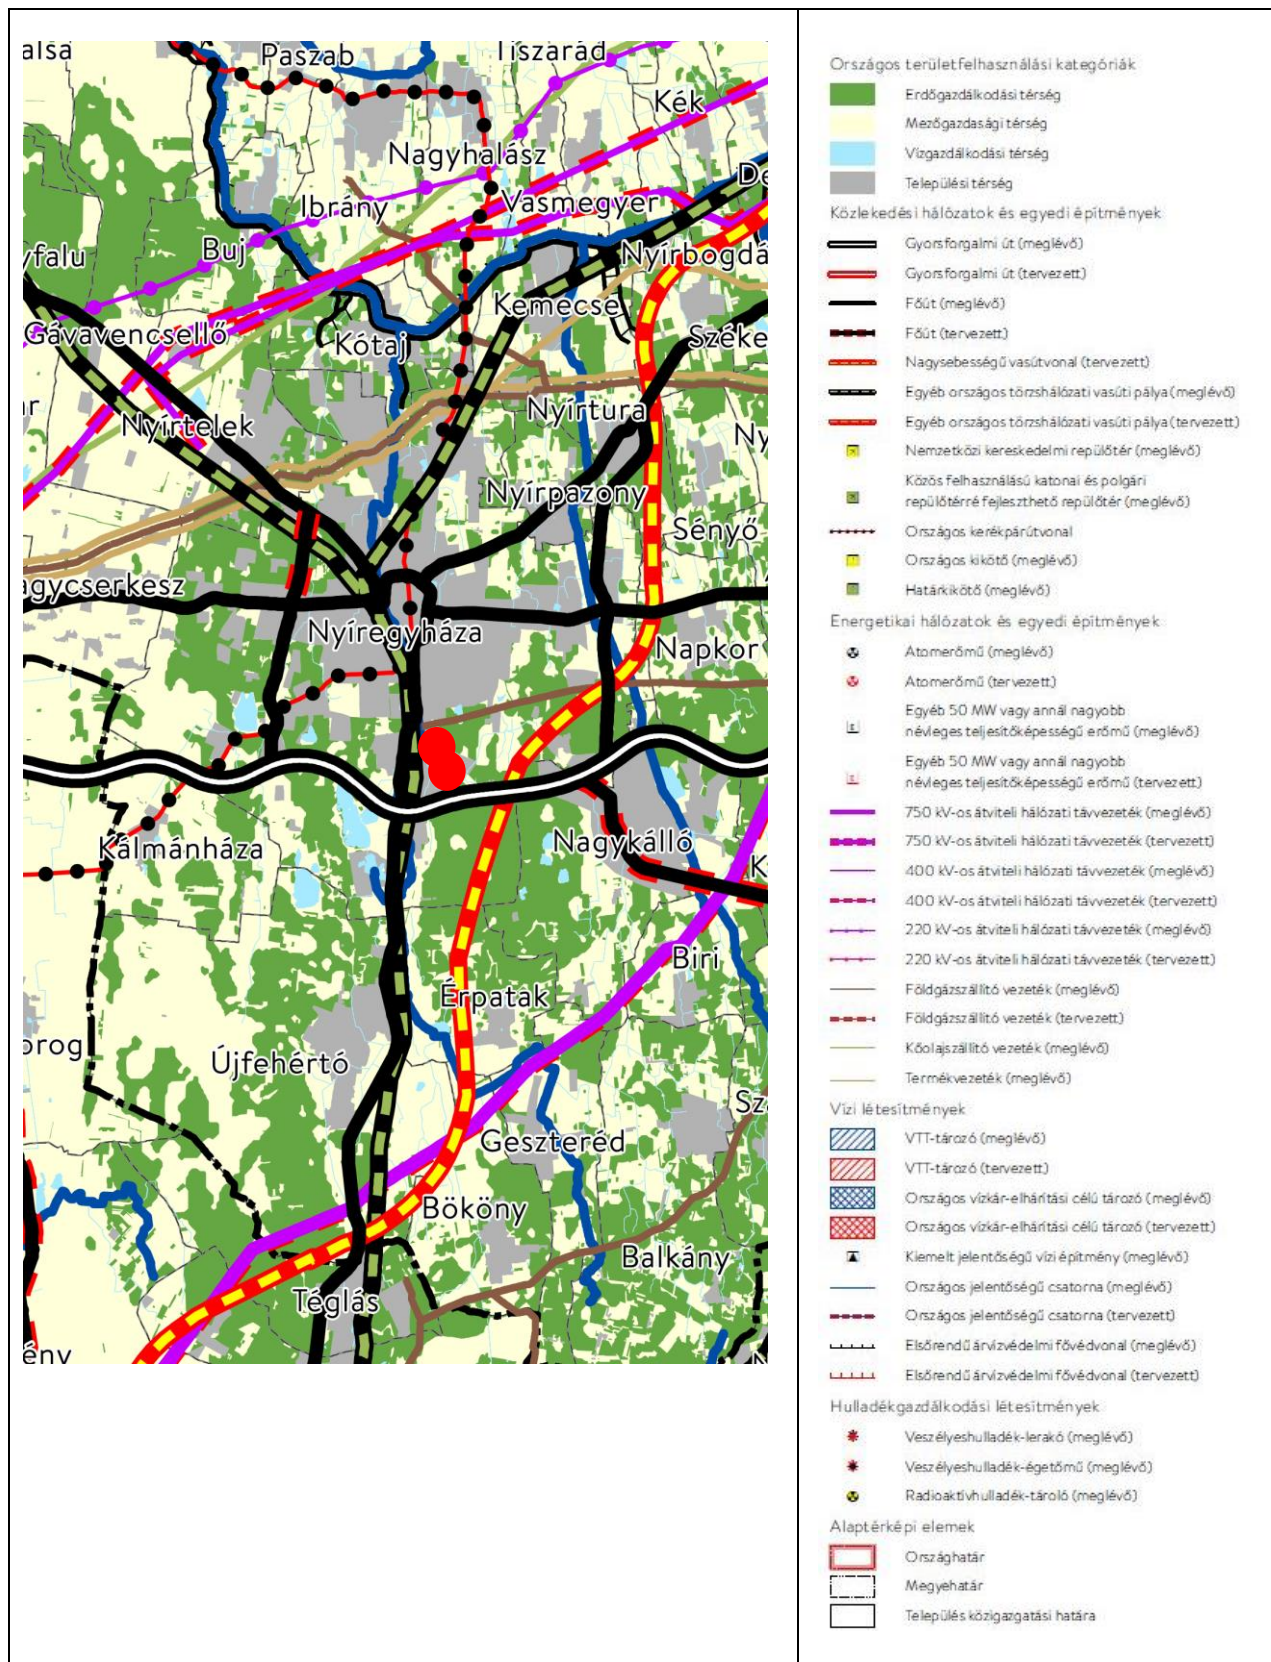 alsa
Paszab
Tiszarád
Kék
Nagyhalász
De
Ibrány
Vasmegyer
Buj
yfalu
Nyírbogdá
Kemecse
Gávavencsellő
Kótaj
Széke
ar
Nyírtura
Nyírtelek
Ny
Nyírpazony
Sényő
agycserkesz
Nyíregyháza
Napkor
Kálmánháza
Nagykálló
K
Biri
Érpatak
orog
Újfehértó
Sz
Geszteréd
Bököny
Balkány
Téglás
ény
N
Országos területfelhasználási kategóriák
Erdőgazdálkodási térség
Mezőgazdasági térség
Vízgazdálkodási térség
Települési térség
Közlekedési hálózatok és egyedi építmények
Gyorsforgalmi út (meglévő)
Gyorsforgalmi út (tervezett)
Főút (meglévő)
Főút (tervezett)
Nagysebességű vasútvonal (tervezett)
Egyéb országos törzshálózati vasúti pálya (meglévő)
Egyéb országos törzshálózati vasúti pálya (tervezett)
Nemzetközi kereskedelmi repülőtér (meglévő)
Közös felhasználású katonai és polgári
repülőtérré fejleszthető repülőtér (meglévő)
Országos kerékpárútvonal
Országos kikötő (meglévő)
Határkikötő (meglévő)
Energetikai hálózatok és egyedi építmények
Atomerőmű (meglévő)
Atomerőmű (tervezett)
Egyéb 50 MW vagy annál nagyobb
névleges teljesítőképességű erőmű (meglévő)
Egyéb 50 MW vagy annál nagyobb
névleges teljesítőképességű erőmű (tervezett)
750 kV-os átviteli hálózati távvezeték (meglévő)
750 kV-os átviteli hálózati távvezeték (tervezett)
400 kV-os átviteli hálózati távvezeték (meglévő)
400 kV-os átviteli hálózati távvezeték (tervezett)
220 kV-os átviteli hálózati távvezeték (meglévő)
220 kV-os átviteli hálózati távvezeték (tervezett)
Földgázszállító vezeték (meglévő)
Földgázszállító vezeték (tervezett)
Kőolajszállító vezeték (meglévő)
Termékvezeték (meglévő)
Vízi létesítmények
VTT-tározó (meglévő)
VTT-tározó (tervezett)
Országos vízkár-elhárítási célú tározó (meglévő)
Országos vízkár-elhárítási célú tározó (tervezett)
Kiemelt jelentőségű vízi építmény (meglévő)
Országos jelentőségű csatorna (meglévő)
Országos jelentőségű csatorna (tervezett)
Elsőrendű árvízvédelmi fővédvonal (meglévő)
Elsőrendű árvízvédelmi fővédvonal (tervezett)
Hulladékgazdálkodási létesítmények
Veszélyeshulladék-lerakó (meglévő)
Veszélyeshulladék-égetőmű (meglévő)
Radioaktívhulladék-tároló (meglévő)
Alaptérképi elemek
Országhatár
Megyehatár
Település közigazgatási határa